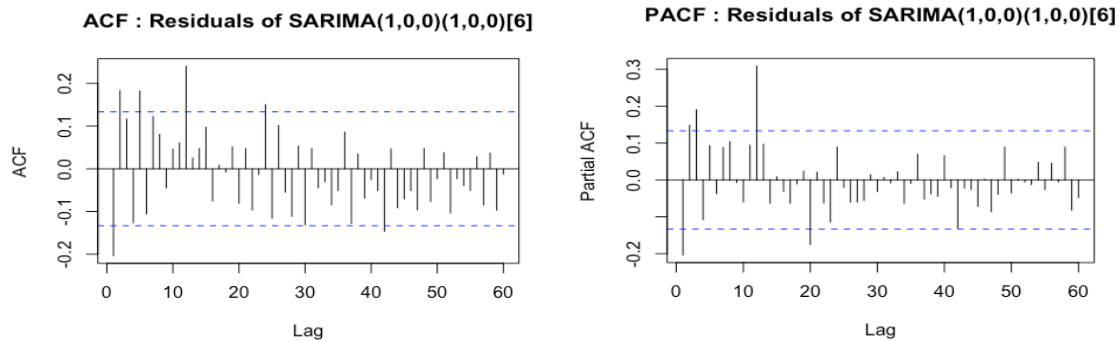 ACF : Residuals of SARIMA(1,0,0)(1,0,0)[6]
ACF
0.2
0.1
0.0
-0.1
-0.2
0 10 20 30 40 50 60
Lag
PACF : Residuals of SARIMA(1,0,0)(1,0,0)[6]
Partial ACF
0.3
0.2
0.1
0.0
-0.2
0 10 20 30 40 50 60
Lag